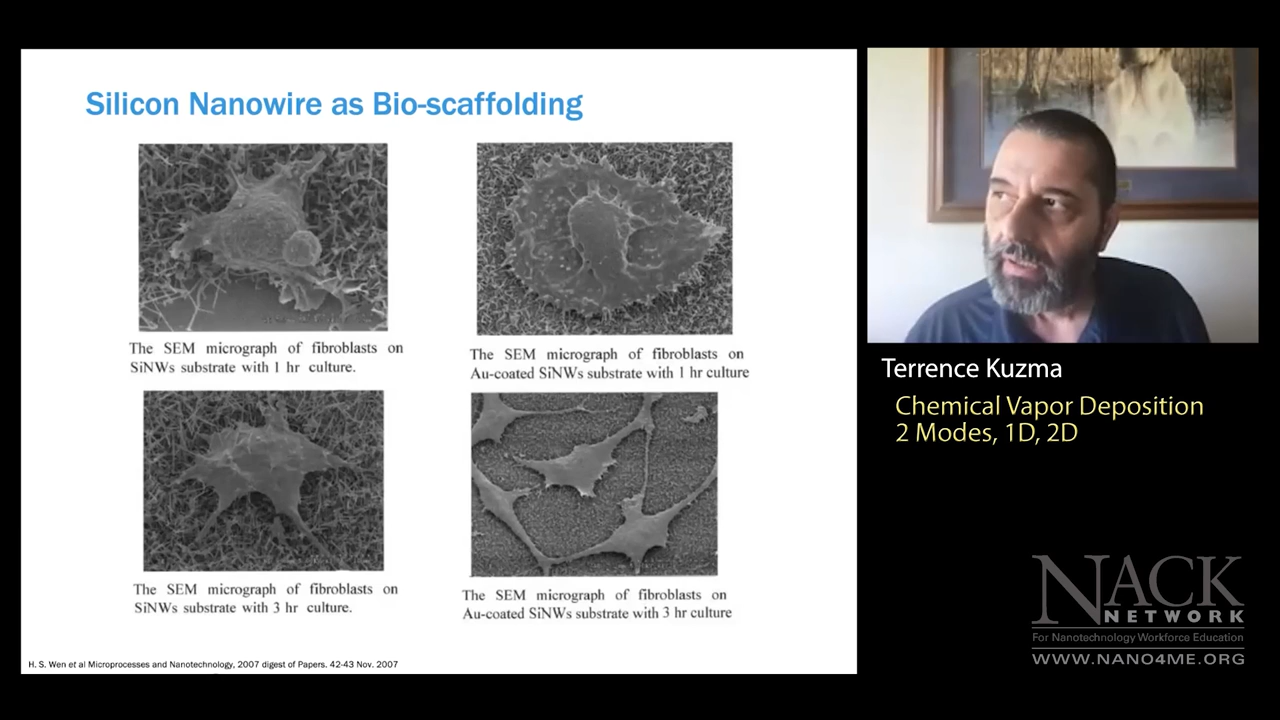 Silicon Nanowire as Bio-scaffolding
The SEM micrograph of fibroblasts on
SiNWs substrate with 1 hr culture.
The SEM micrograph of fibroblasts on
Au-coated SiNWs substrate with 1 hr culture
The SEM micrograph of fibroblasts on
SiNWs substrate with 3 hr culture.
The SEM micrograph of fibroblasts on
Au-coated SiNWs substrate with 3 hr culture
H. S. Wen et al Microprocesses and Nanotechnology, 2007 digest of Papers. 42-43 Nov. 2007
Terrence Kuzma
Chemical Vapor Deposition
2 Modes, 1D, 2D
NACK
NETWORK
For Nanotechnology Workforce Education
WWW.NANO4ME.ORG